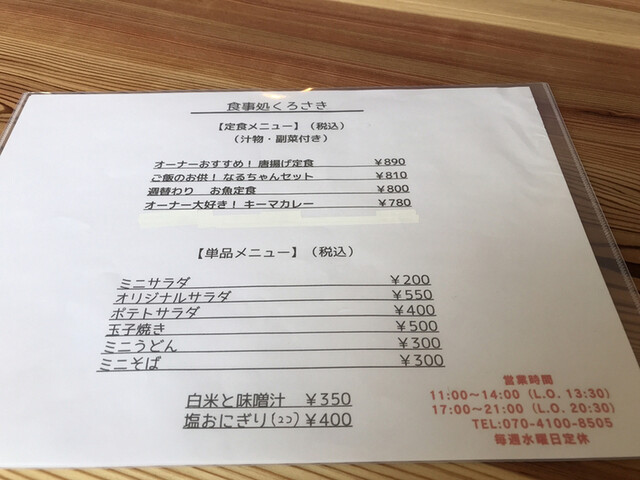 食事処くろさき
【定食メニュー】（税込）
（汁物・副菜付き）
オーナーおすすめ！唐揚げ定食 ￥890
ご飯のお供！なるちゃんセット ￥810
週替わり お魚定食 ￥800
オーナー大好き！キーマカレー ￥780
【単品メニュー】（税込）
ミニサラダ ￥200
オリジナルサラダ ￥550
ポテトサラダ ￥400
玉子焼き ￥500
ミニうどん ￥300
ミニそば ￥300
白米と味噌汁 ￥350
塩おにぎり(2コ) ￥400
営業時間
11:00～14:00（L.O. 13:30）
17:00～21:00（L.O. 20:30）
TEL:070-4100-8505
毎週水曜日定休